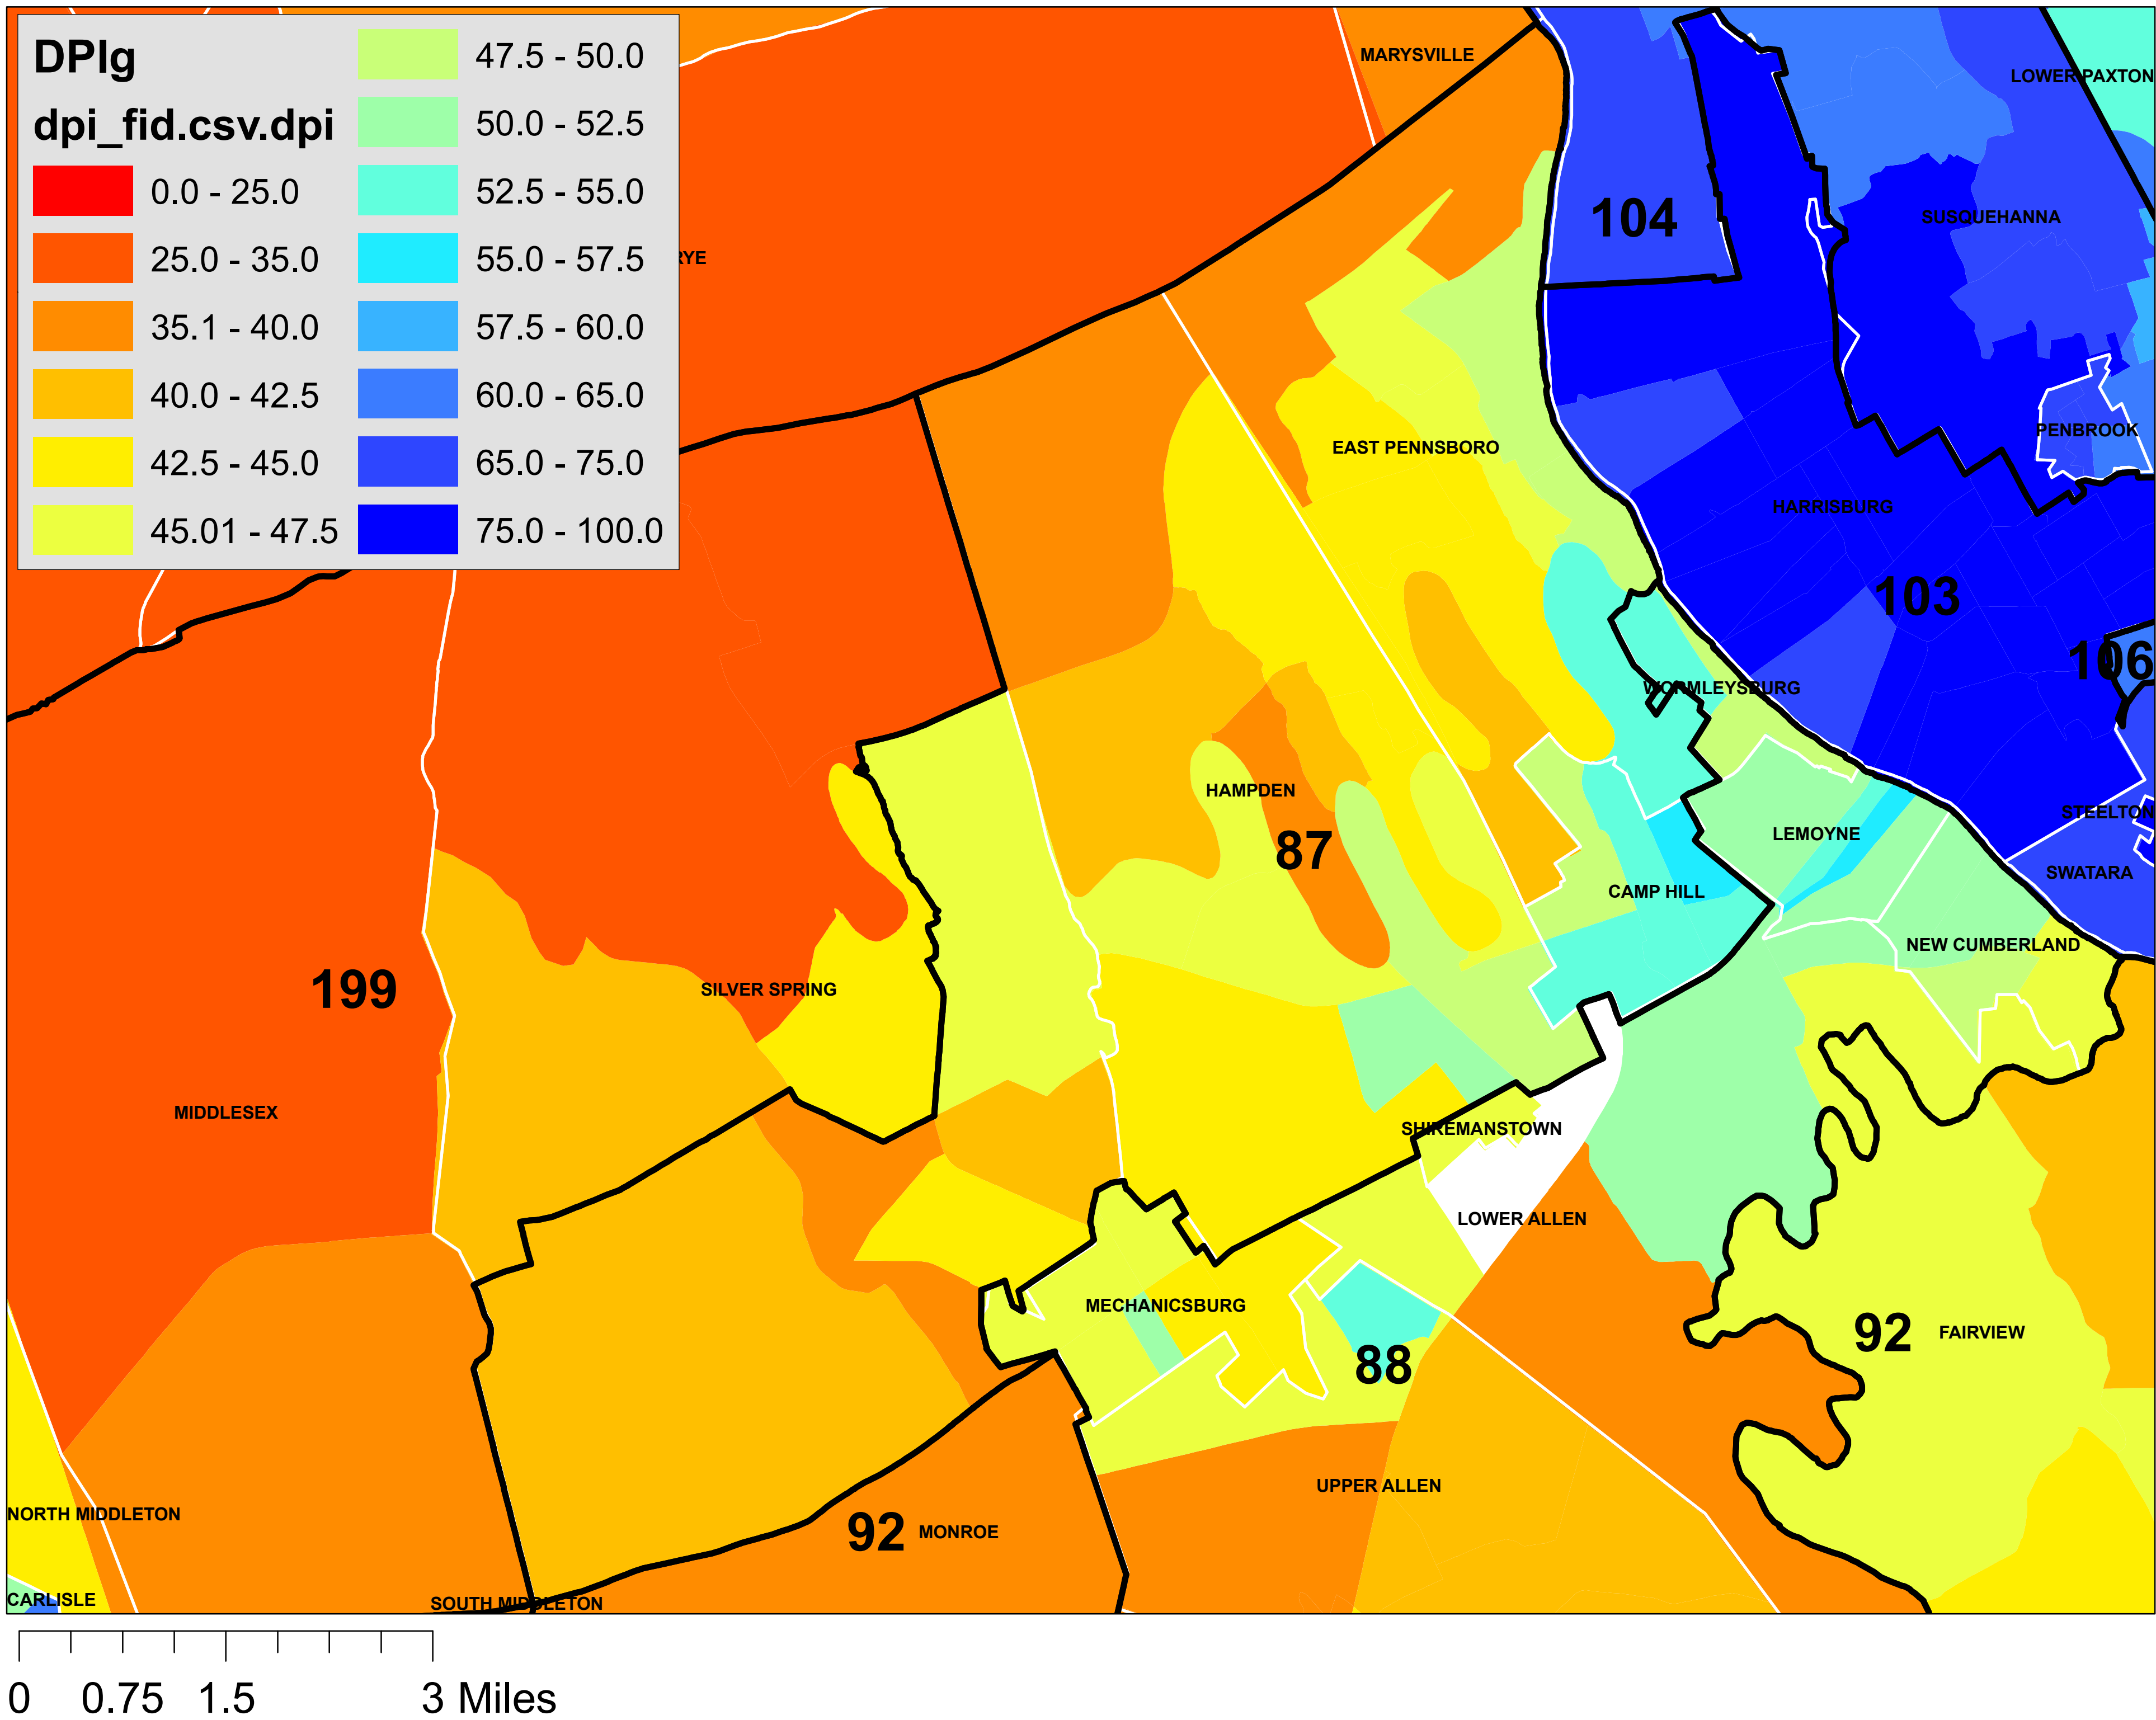 DPIg
dpi_fid.csv.dpi
0.0 - 25.0
25.0 - 35.0
35.1 - 40.0
40.0 - 42.5
42.5 - 45.0
45.01 - 47.5
47.5 - 50.0
50.0 - 52.5
52.5 - 55.0
55.0 - 57.5
57.5 - 60.0
60.0 - 65.0
65.0 - 75.0
75.0 - 100.0
MARYSVILLE
LOWER PAXTON
104
SUSQUEHANNA
RYE
PENBROOK
EAST PENNSBORO
HARRISBURG
103
106
WORMLEYSBURG
HAMPDEN
87
STEELTON
LEMOYNE
SWATARA
CAMP HILL
NEW CUMBERLAND
199
SILVER SPRING
MIDDLESEX
SHIREMANSTOWN
LOWER ALLEN
MECHANICSBURG
88
92 FAIRVIEW
UPPER ALLEN
NORTH MIDDLETON
92 MONROE
CARLISLE
SOUTH MIDDLETON
0 0.75 1.5 3 Miles